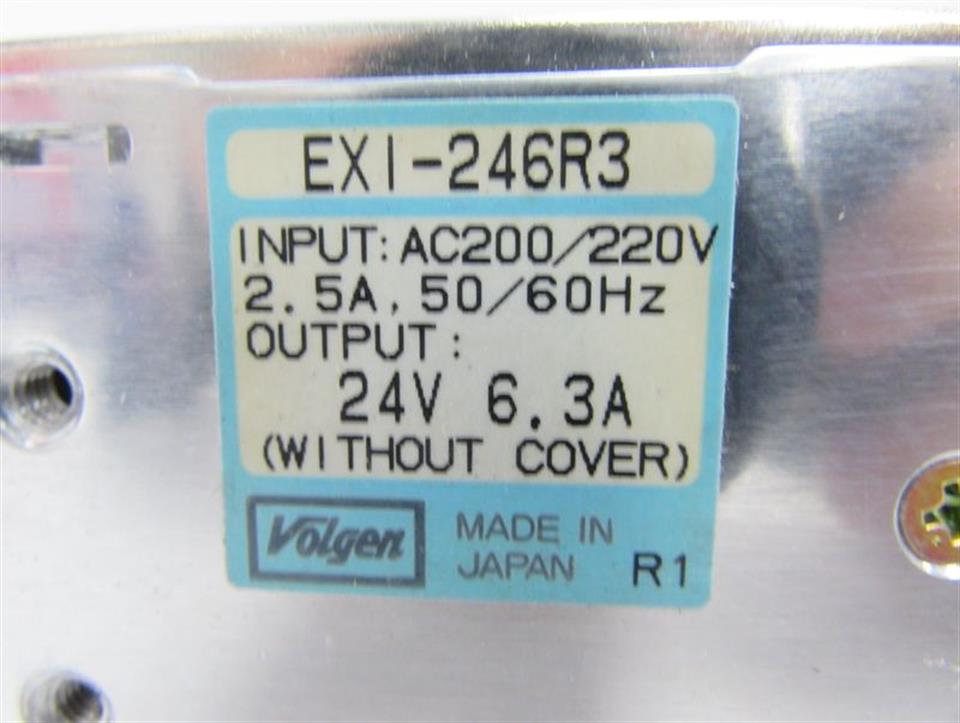 EXI-246R3
INPUT: AC200/220V
2.5A, 50/60Hz
OUTPUT:
24V 6.3A
(WITHOUT COVER)
Volgen
MADE IN
JAPAN
R1